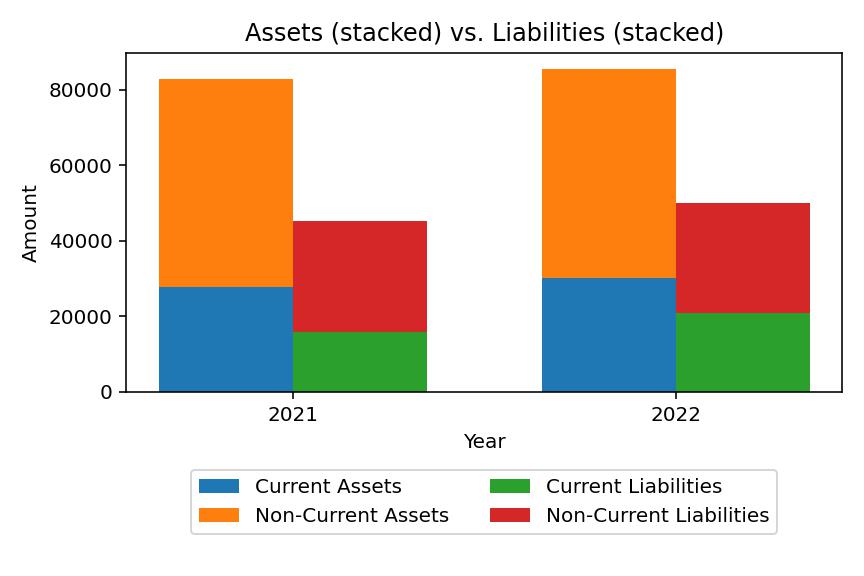 Assets (stacked) vs. Liabilities (stacked)
80000
60000
40000
20000
0
Amount
2021
2022
Year
Current Assets
Non-Current Assets
Current Liabilities
Non-Current Liabilities